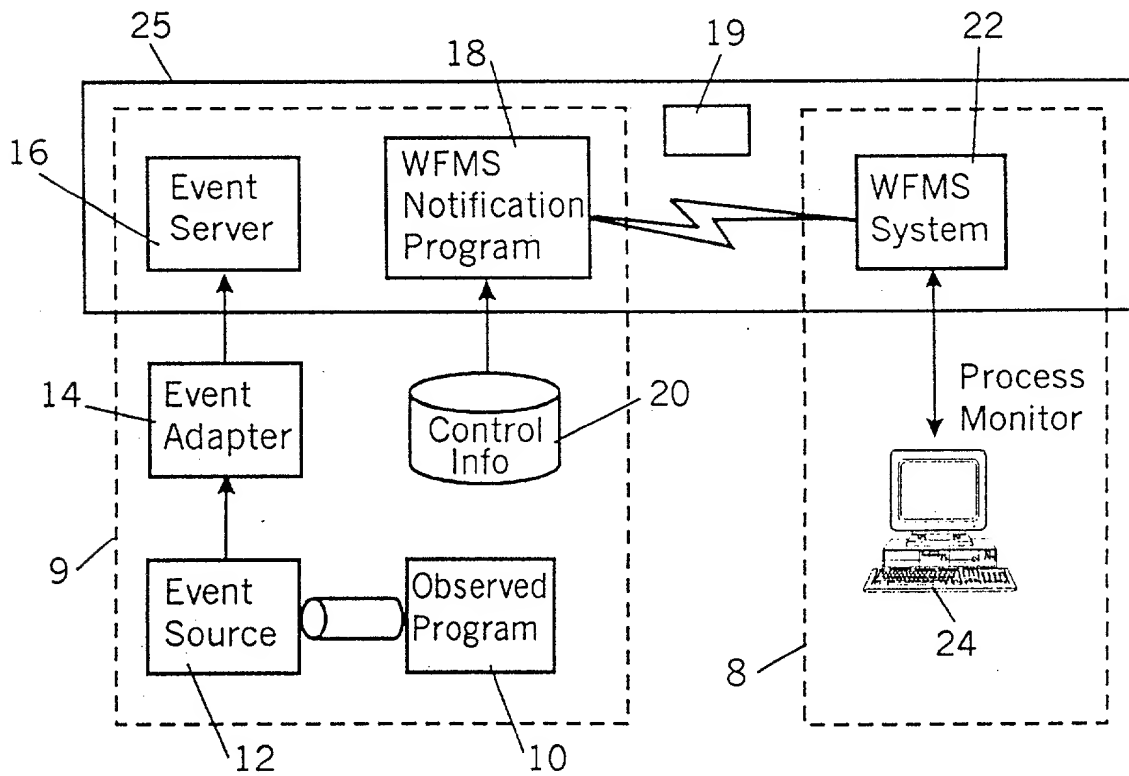 25
18
19
22
16
Event
Server
WFMS
Notification
Program
WFMS
System
14
Event
Adapter
Control
Info
20
Process
Monitor
9
Event
Source
Observed
Program
8
24
12
10